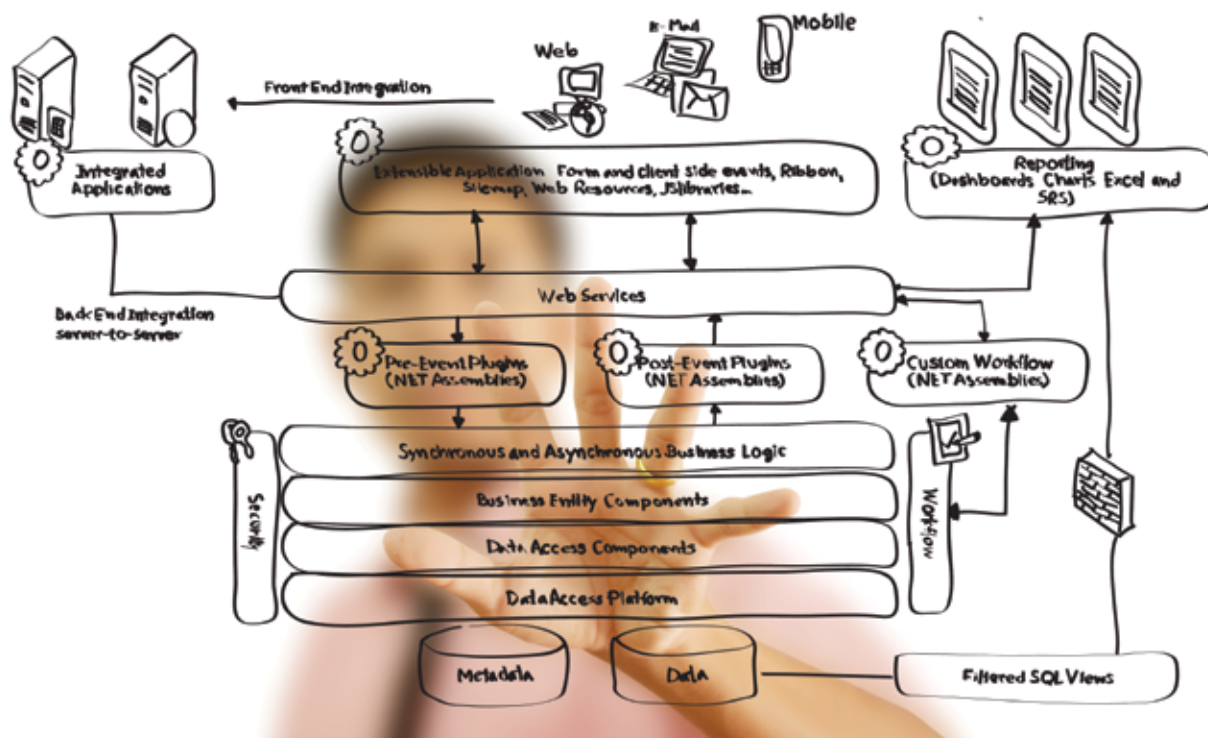 Web
E-Mail
Mobile
Front End Integration
Integrated
Applications
Extensible Application Form and Client side events, Ribbon,
Sitemap, Web Resources, JSlibraries...
Reporting
(Dashboards Charts Excel and
SRS)
Web Services
Back End Integration
server-to-server
Pre-Event Plugins
(NET Assemblies)
Post-Event Plugins
(NET Assemblies)
Custom Workflow
(NET Assemblies)
Synchronous and Asynchronous Business Logic
Business Entity Components
Data Access Components
Data Access Platform
Security
Workflow
Metadata
Data
Filtered SQL Views